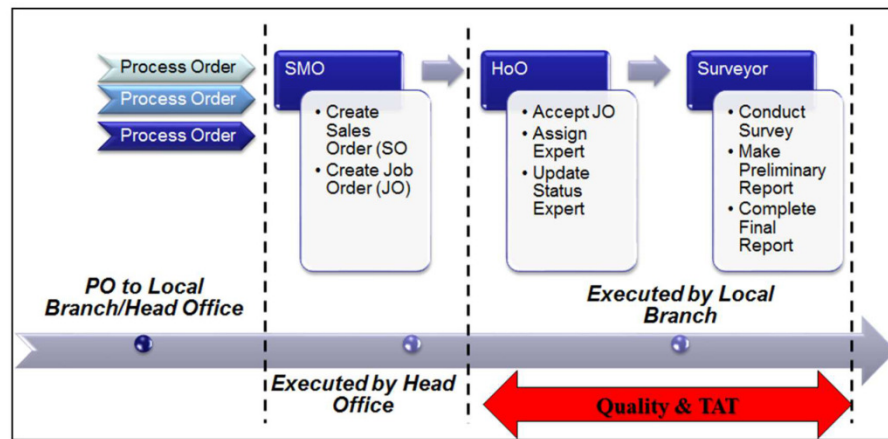 Process Order
Process Order
Process Order
SMO
• Create
Sales
Order (SO
• Create Job
Order (JO)
HoO
• Accept JO
• Assign
Expert
• Update
Status
Expert
Surveyor
• Conduct
Survey
• Make
Preliminary
Report
• Complete
Final
Report
PO to Local
Branch/Head Office
Executed by Local
Branch
Executed by Head
Office
Quality & TAT